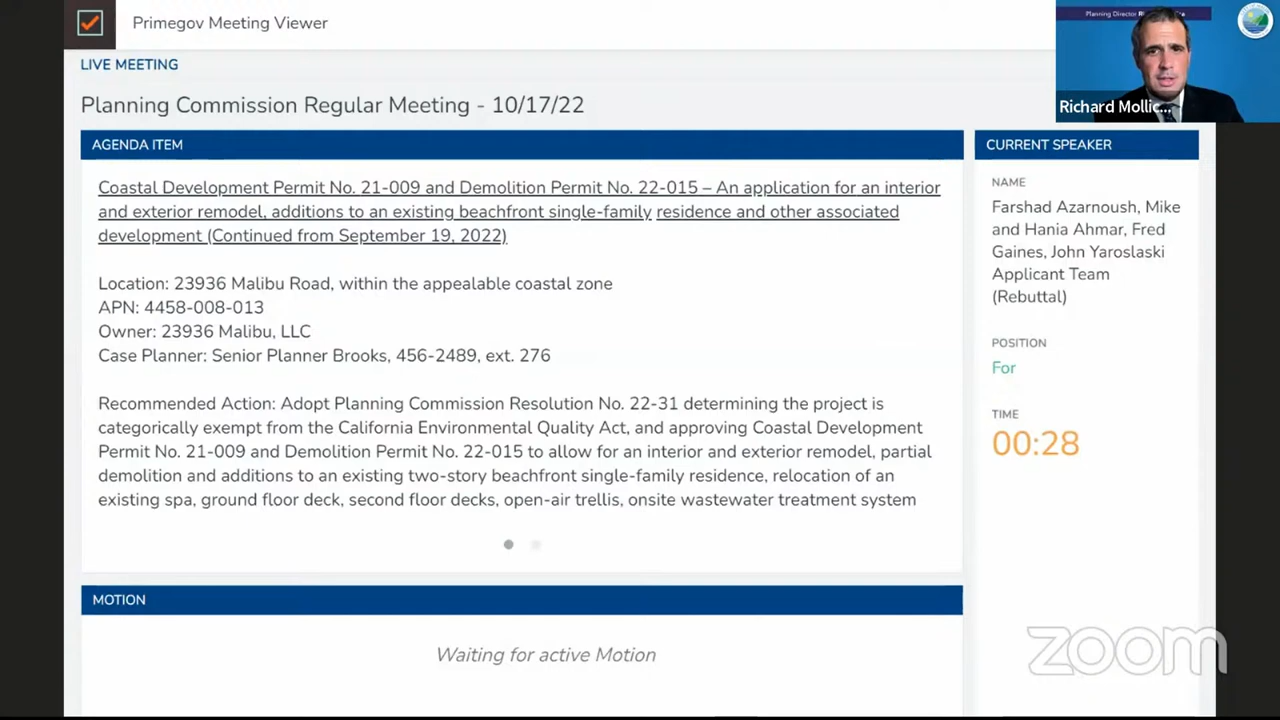 Primegov Meeting Viewer
LIVE MEETING
Planning Commission Regular Meeting - 10/17/22
AGENDA ITEM
Coastal Development Permit No. 21-009 and Demolition Permit No. 22-015 – An application for an interior
and exterior remodel, additions to an existing beachfront single-family residence and other associated
development (Continued from September 19, 2022)
Location: 23936 Malibu Road, within the appealable coastal zone
APN: 4458-008-013
Owner: 23936 Malibu, LLC
Case Planner: Senior Planner Brooks, 456-2489, ext. 276
Recommended Action: Adopt Planning Commission Resolution No. 22-31 determining the project is
categorically exempt from the California Environmental Quality Act, and approving Coastal Development
Permit No. 21-009 and Demolition Permit No. 22-015 to allow for an interior and exterior remodel, partial
demolition and additions to an existing two-story beachfront single-family residence, relocation of an
existing spa, ground floor deck, second floor decks, open-air trellis, onsite wastewater treatment system
MOTION
Waiting for active Motion
Planning Director
Richard Mollic...
CURRENT SPEAKER
NAME
Farshad Azarnoush, Mike
and Hania Ahmar, Fred
Gaines, John Yaroslaski
Applicant Team
(Rebuttal)
POSITION
For
TIME
00:28
zoom